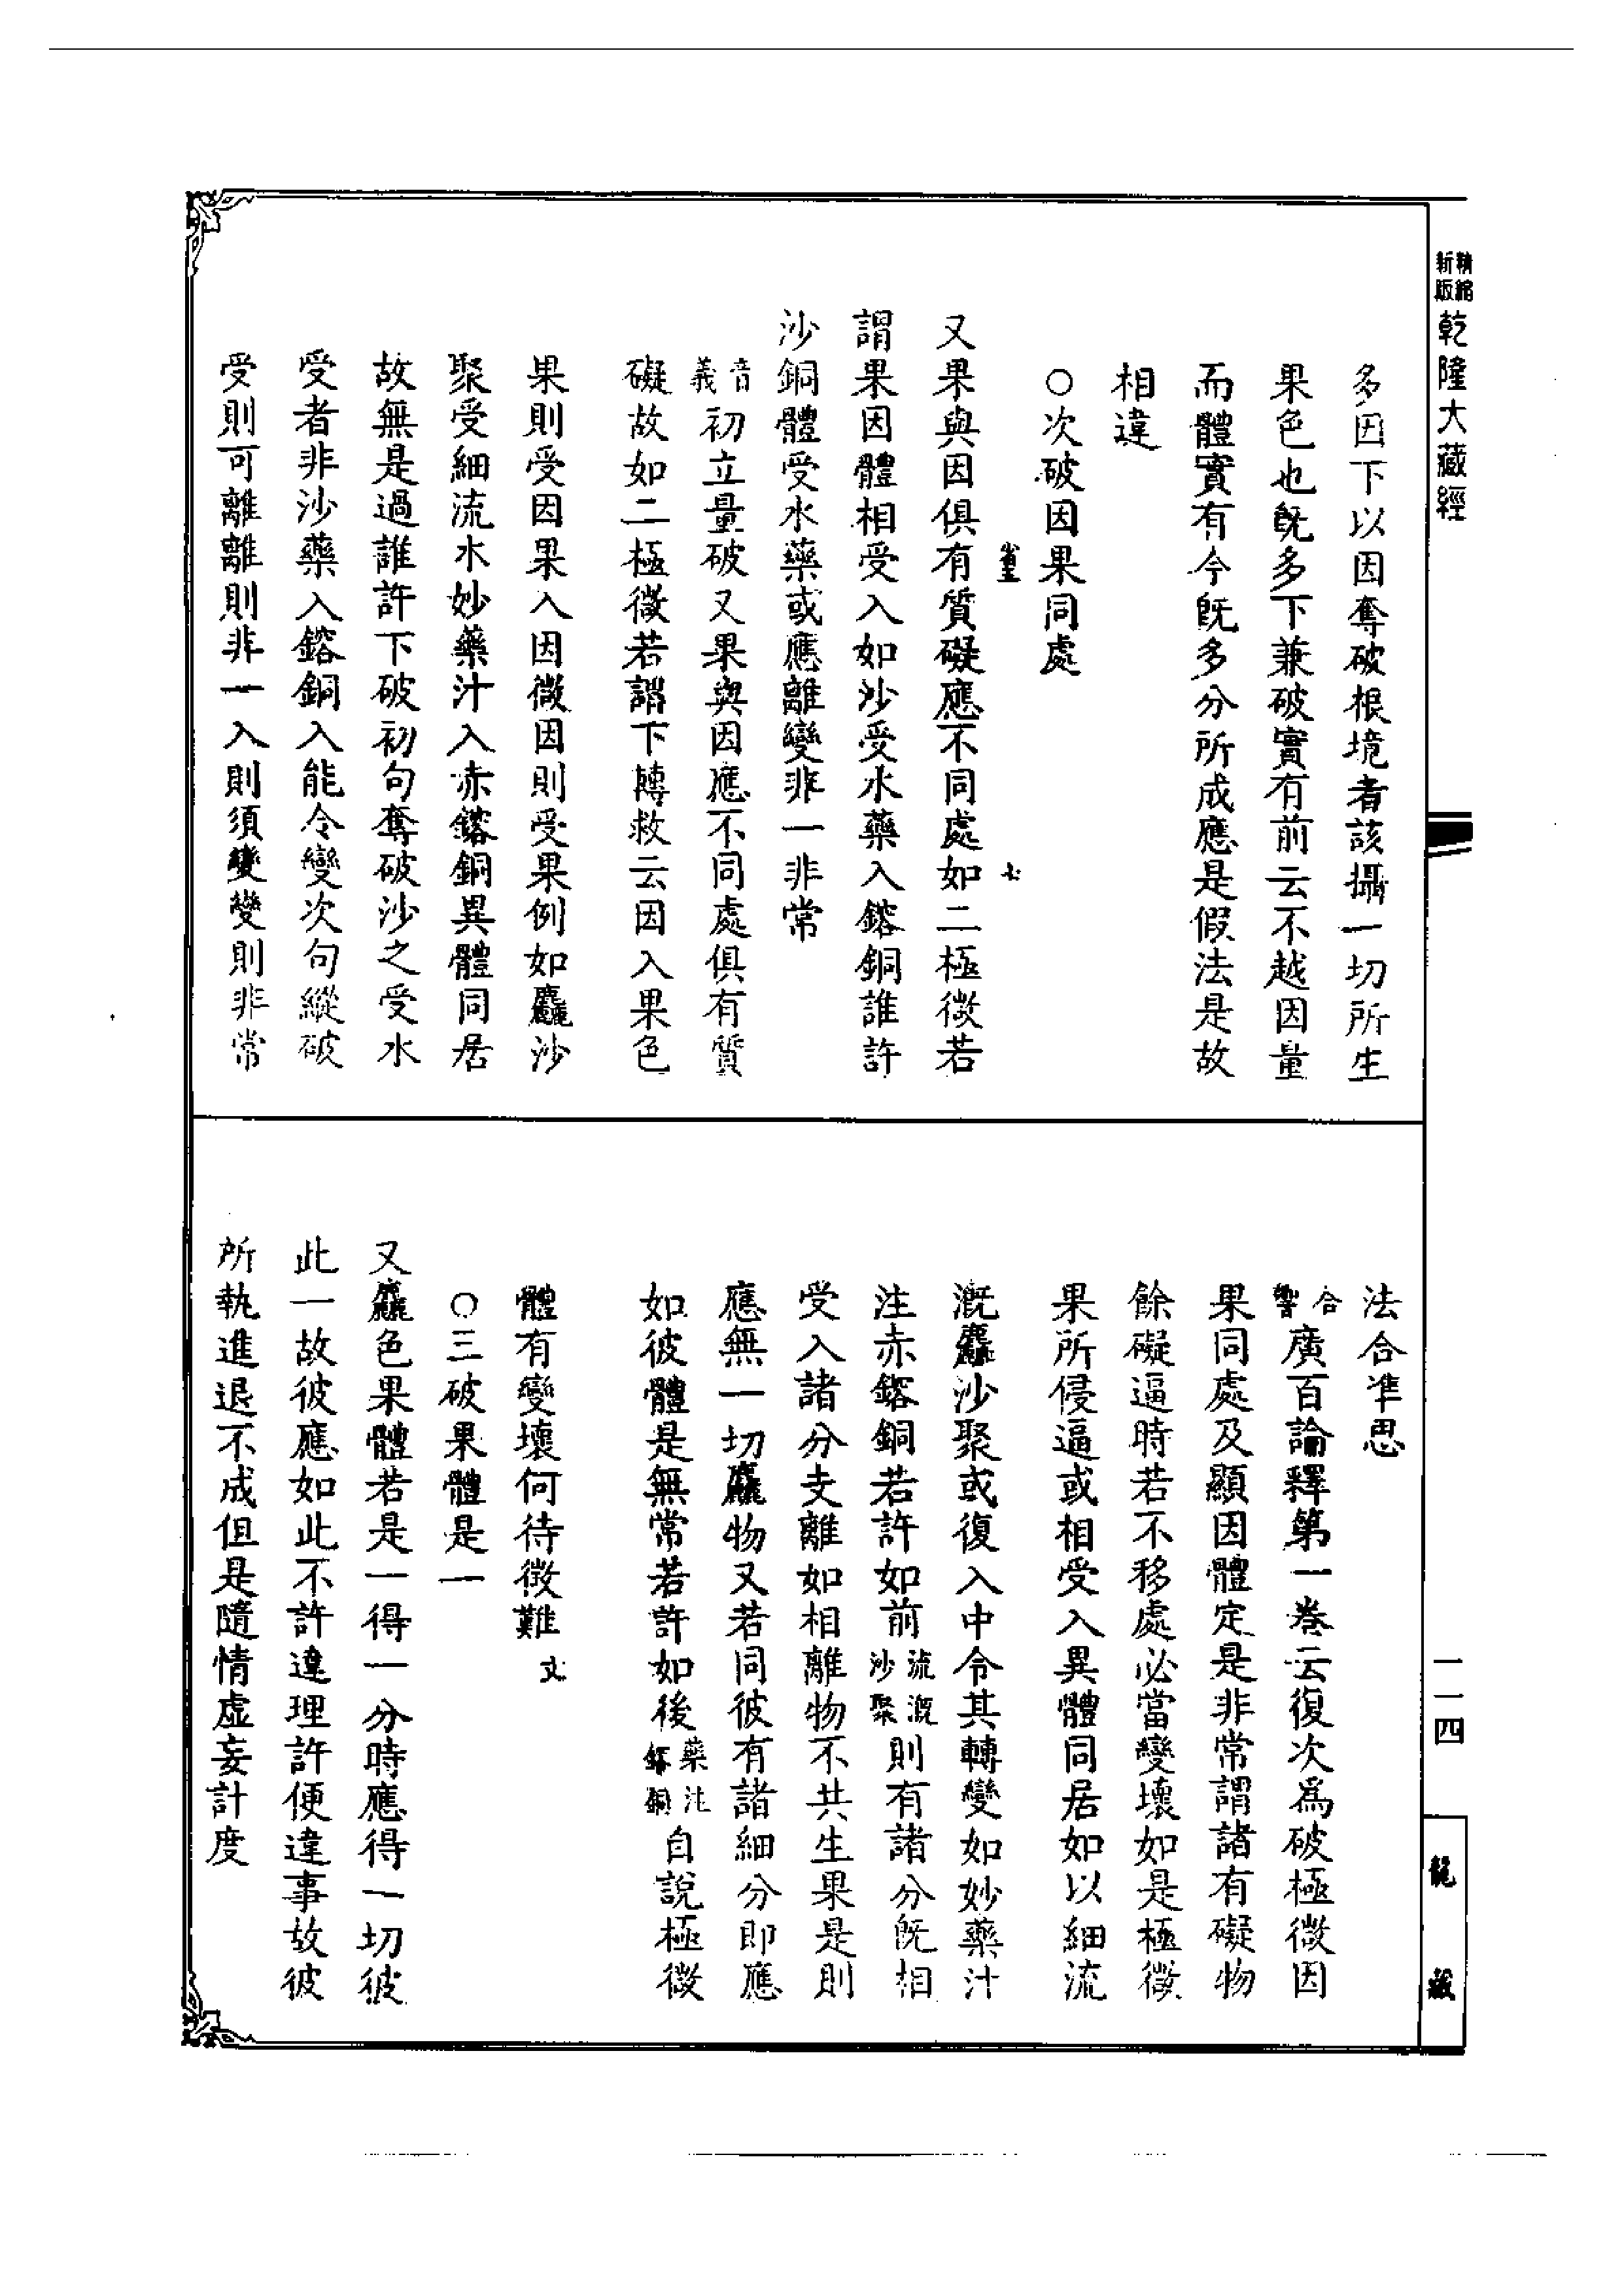 精縮
新版
乾隆大藏經
多因下以因奪破根境者該攝一切所生
果色也旣多下兼破實有前云不越因量
而體實有今旣多分所成應是假法是故
相違
○次破因果同處
七
又果與因俱有質礙應不同處如二極微若
謂果因體相受入如沙受水藥入鎔銅誰許
沙銅體受水藥或應離變非一非常
音義
初立量破又果與因應不同處俱有質
礙故如二極微若謂下轉救云因入果色
果則受因果入因微因則受果例如麤沙
聚受細流水妙藥汁入赤鎔銅異體同居
故無是過誰許下破初句奪破沙之受水
受者非沙藥入鎔銅入能令變次句縱破
受則可離離則非一入則須變變則非常
法合準思
合響
廣百論釋第一卷云復次爲破極微因
果同處及顯因體定是非常謂諸有礙物
餘礙逼時若不移處必當變壞如是極微
果所侵逼或相受入異體同居如以細流
溉麤沙聚或復入中令其轉變如妙藥汁
注赤鎔銅若許如前流溉沙聚則有諸分旣相
受入諸分支離如相離物不共生果是則
應無一切麤物又若同彼有諸細分卽應
如彼體是無常若許如後藥注鎔銅自說極微
體有變壞何待徵難文
○三破果體是一
又麤色果體若是一得一分時應得一切彼
此一故彼應如此不許違理許便違事故彼
所執進退不成但是隨情虛妄計度
一一四
龍藏